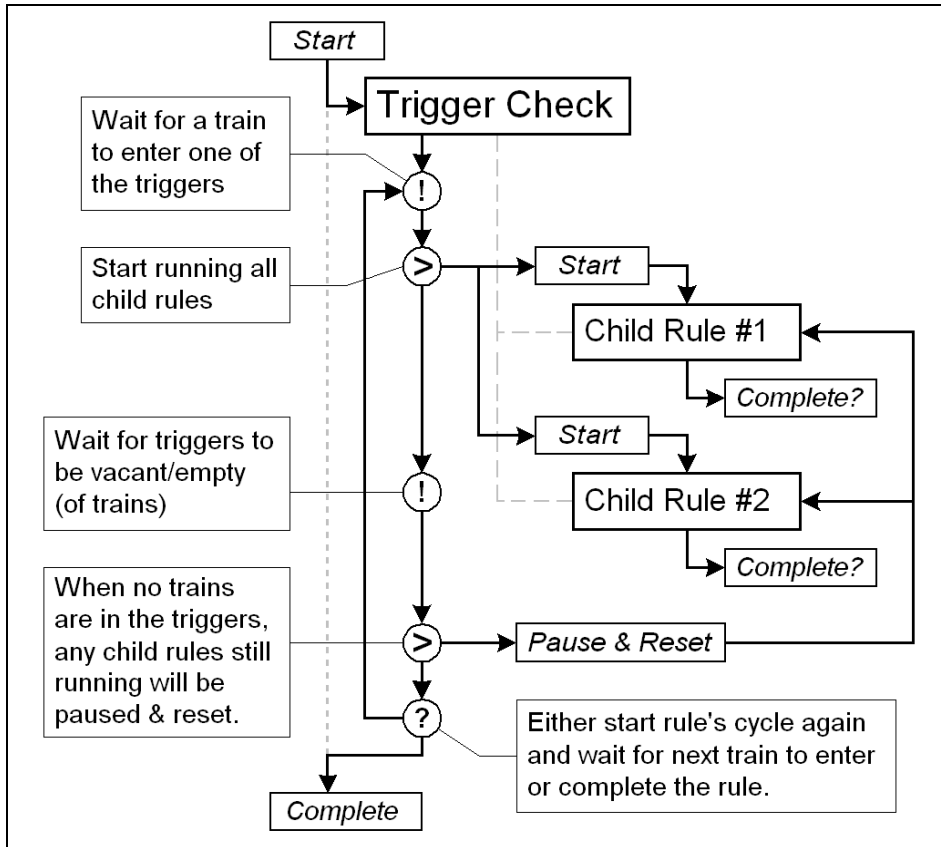 Start
Trigger Check
Wait for a train
to enter one of
the triggers
!
Start running all
child rules
>
Start
Child Rule #1
Complete?
Wait for triggers to
be vacant/empty
(of trains)
!
Start
Child Rule #2
Complete?
When no trains
are in the triggers,
any child rules still
running will be
paused & reset.
>
Pause & Reset
?
Either start rule's cycle again
and wait for next train to enter
or complete the rule.
Complete